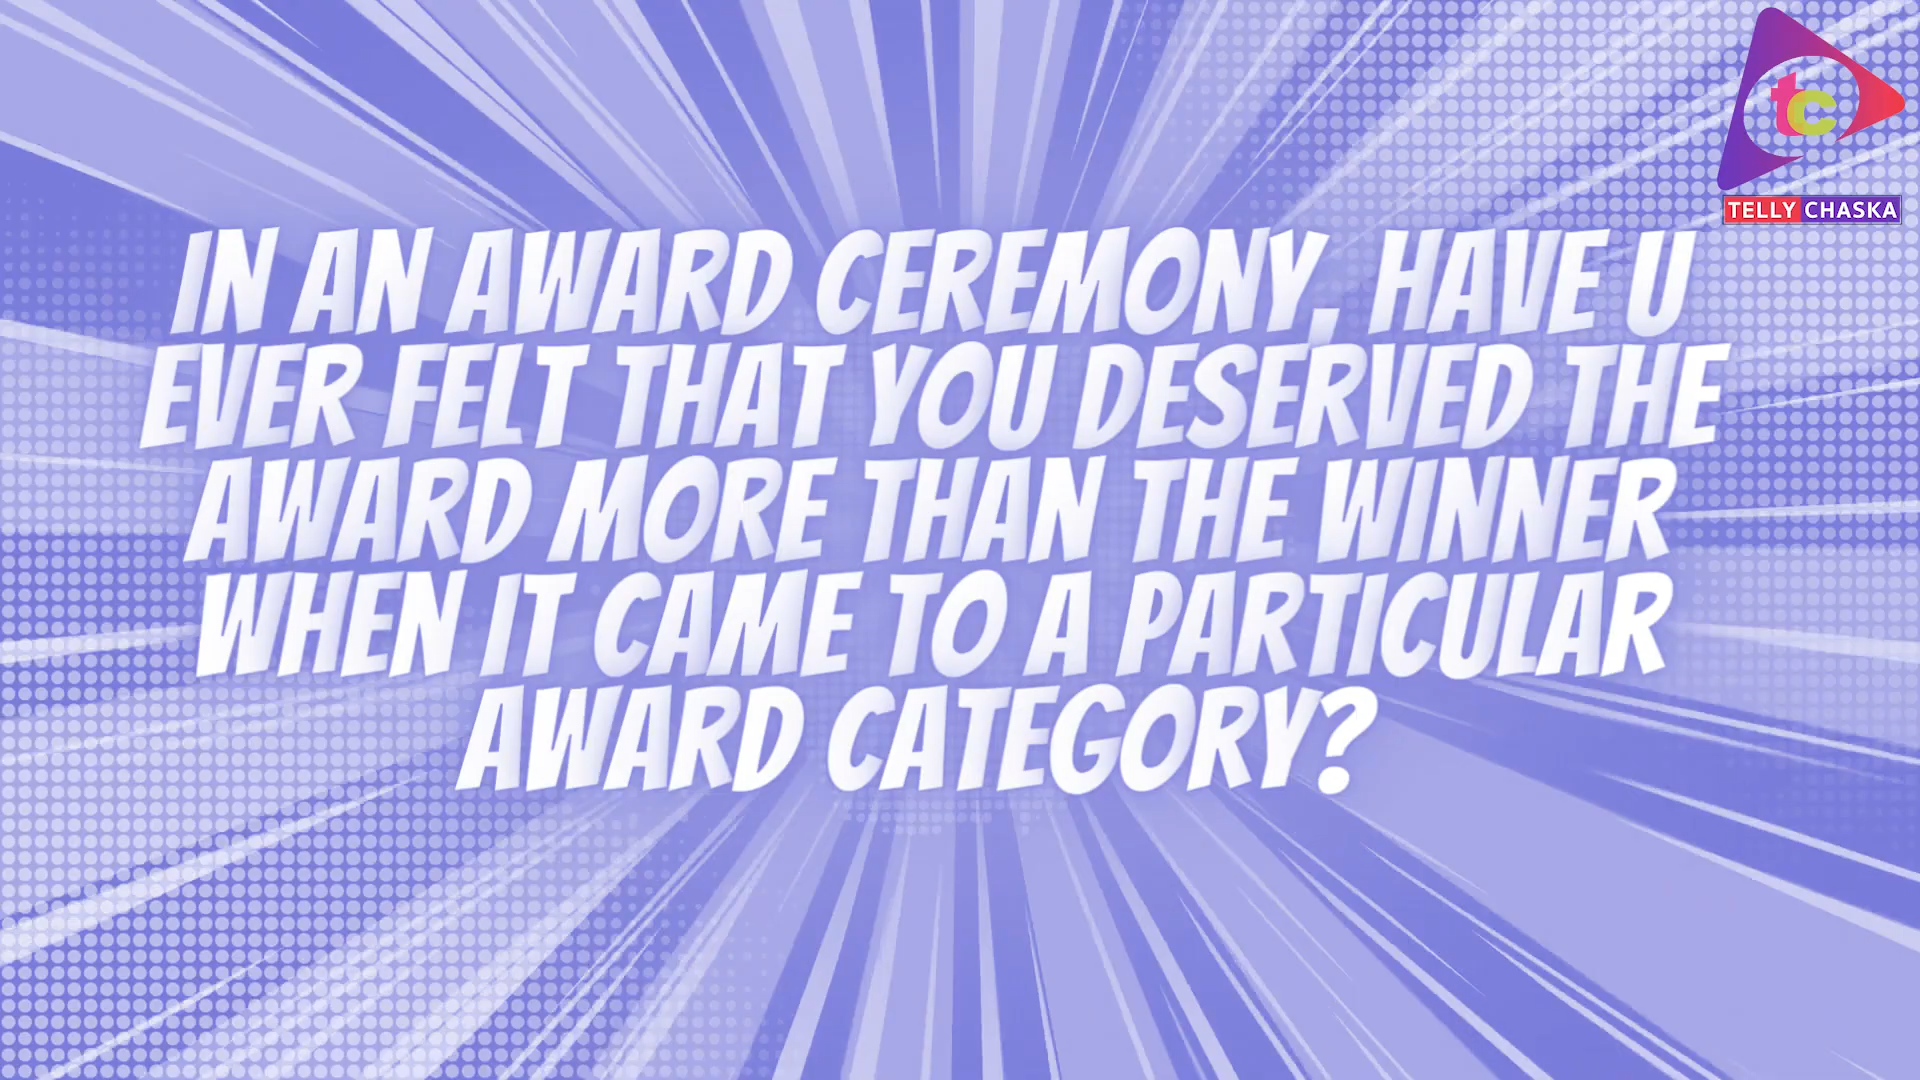 tc
TELLY CHASKA
IN AN AWARD CEREMONY, HAVE U
EVER FELT THAT YOU DESERVED THE
AWARD MORE THAN THE WINNER
WHEN IT CAME TO A PARTICULAR
AWARD CATEGORY?